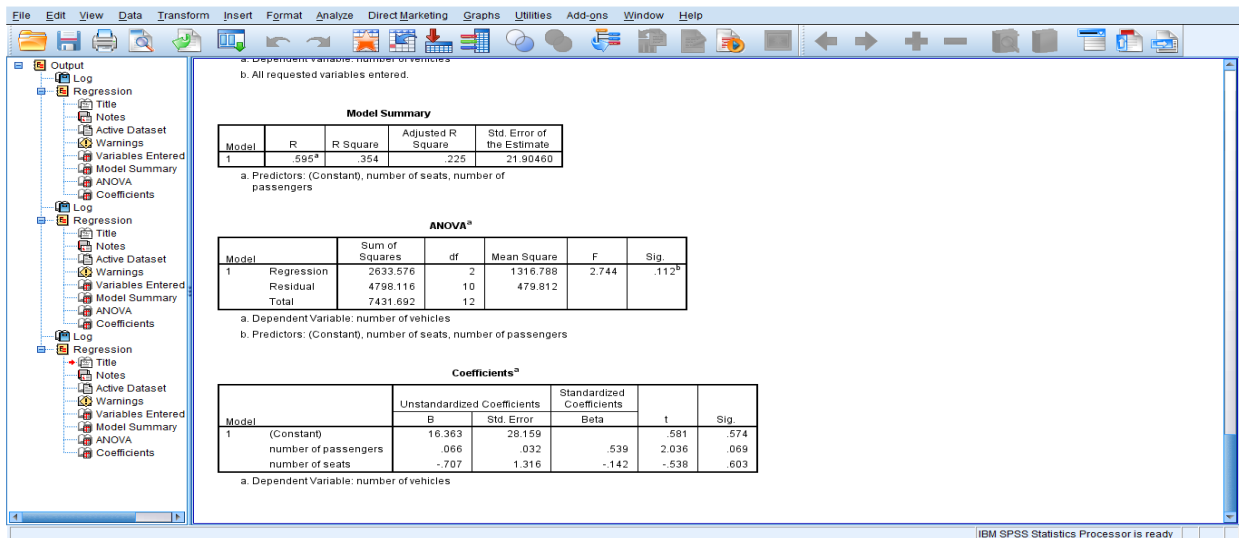 File Edit View Data Transform Insert Format Analyze Direct Marketing Graphs Utilities Add-ons Window Help
Output
Log
Regression
Title
Notes
Active Dataset
Warnings
Variables Entered
Model Summary
ANOVA
Coefficients
Log
Regression
Title
Notes
Active Dataset
Warnings
Variables Entered
Model Summary
ANOVA
Coefficients
Log
Regression
Title
Notes
Active Dataset
Warnings
Variables Entered
Model Summary
ANOVA
Coefficients
a. Dependent Variable: number of vehicles
b. All requested variables entered.
Model Summary
Model R R Square Adjusted R Square Std. Error of the Estimate
1 .595a .354 .225 21.90460
a. Predictors: (Constant), number of seats, number of
passengers
ANOVAa
Model Sum of Squares df Mean Square F Sig.
1 Regression 2633.576 2 1316.788 2.744 .112b
Residual 4798.116 10 479.812
Total 7431.692 12
a. Dependent Variable: number of vehicles
b. Predictors: (Constant), number of seats, number of passengers
Coefficientsa
Model Unstandardized Coefficients Standardized Coefficients t Sig.
B Std. Error Beta
1 (Constant) 16.363 28.159 .581 .574
number of passengers .066 .032 .539 2.036 .069
number of seats -.707 1.316 -.142 -.538 .603
a. Dependent Variable: number of vehicles
IBM SPSS Statistics Processor is ready